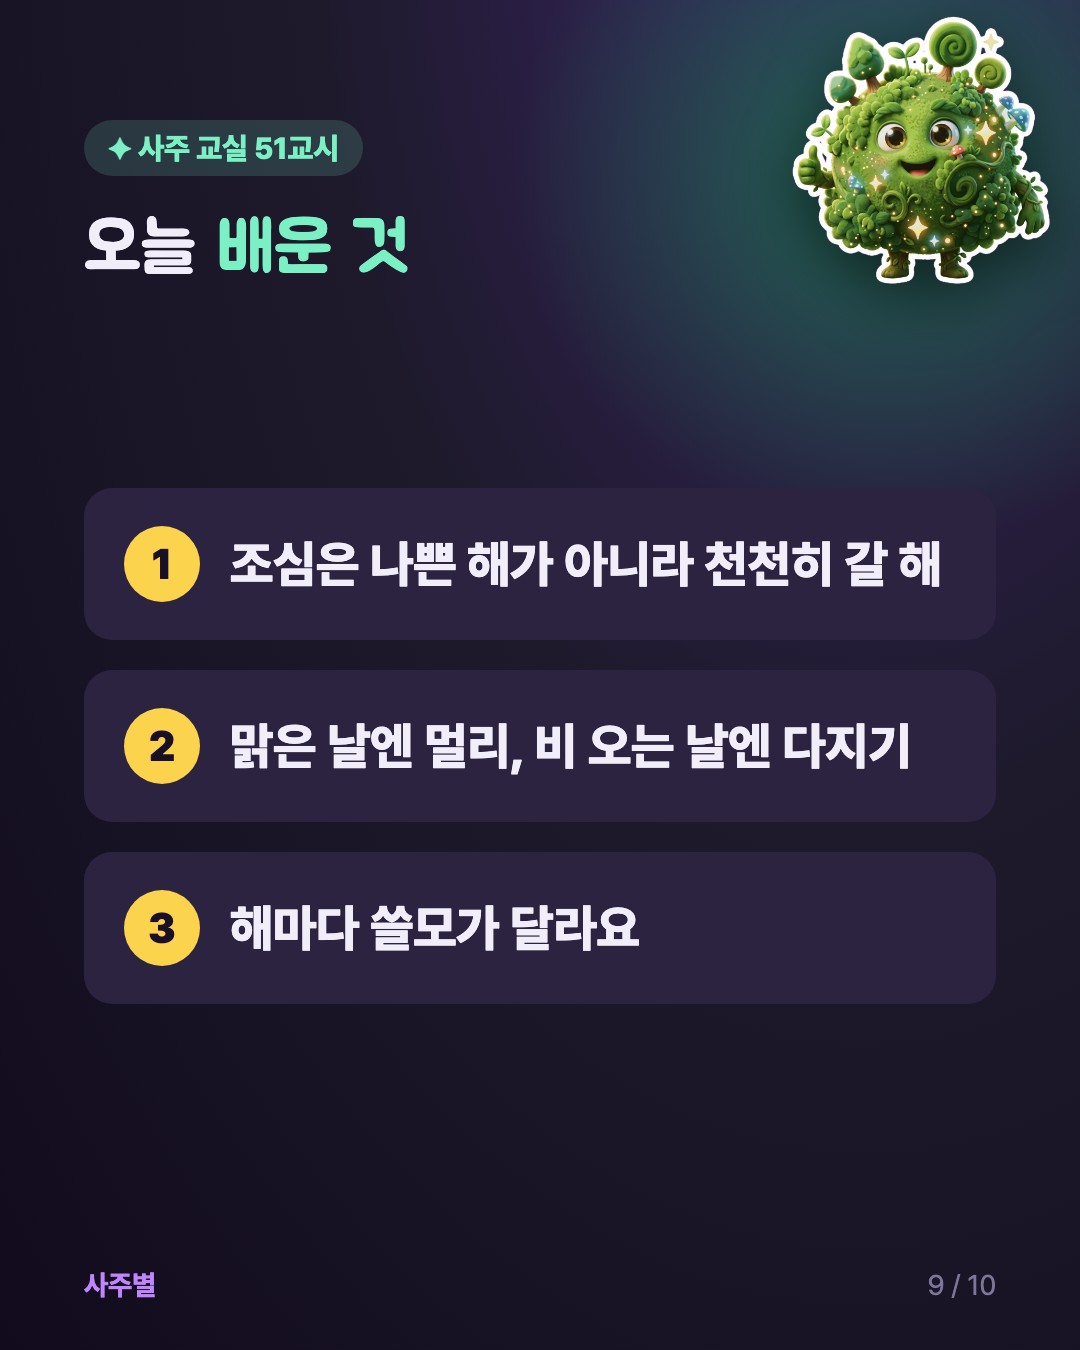 ✦ 사주 교실 51교시
오늘 배운 것
1 조심은 나쁜 해가 아니라 천천히 갈 해
2 맑은 날엔 멀리, 비 오는 날엔 다지기
3 해마다 쓸모가 달라요
사주별
9 / 10